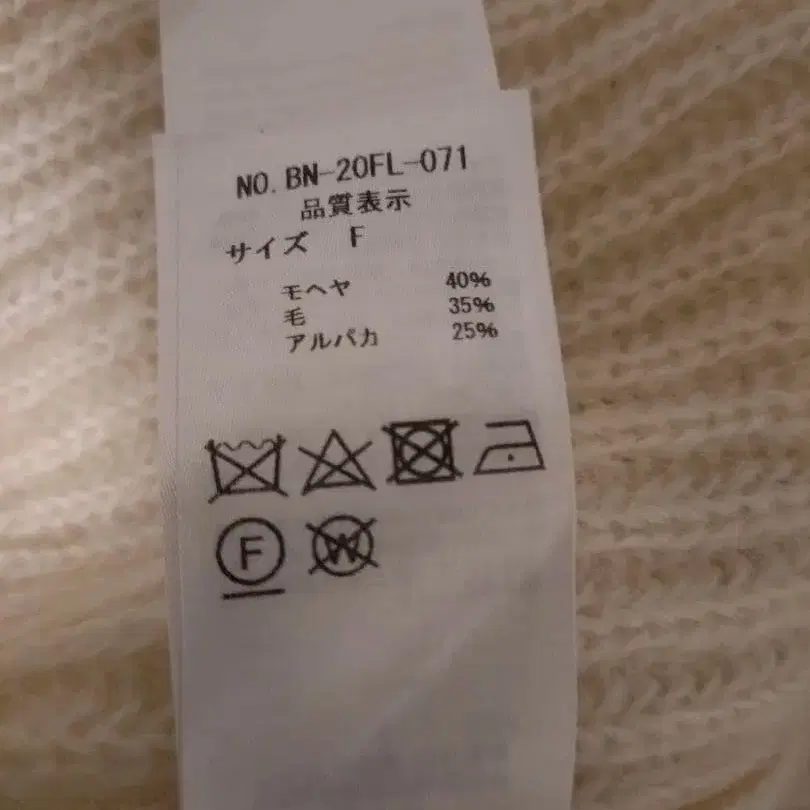 NO. BN-20FL-071
品質表示
サイズ F
モヘヤ 40%
毛 35%
アルパカ 25%
F W